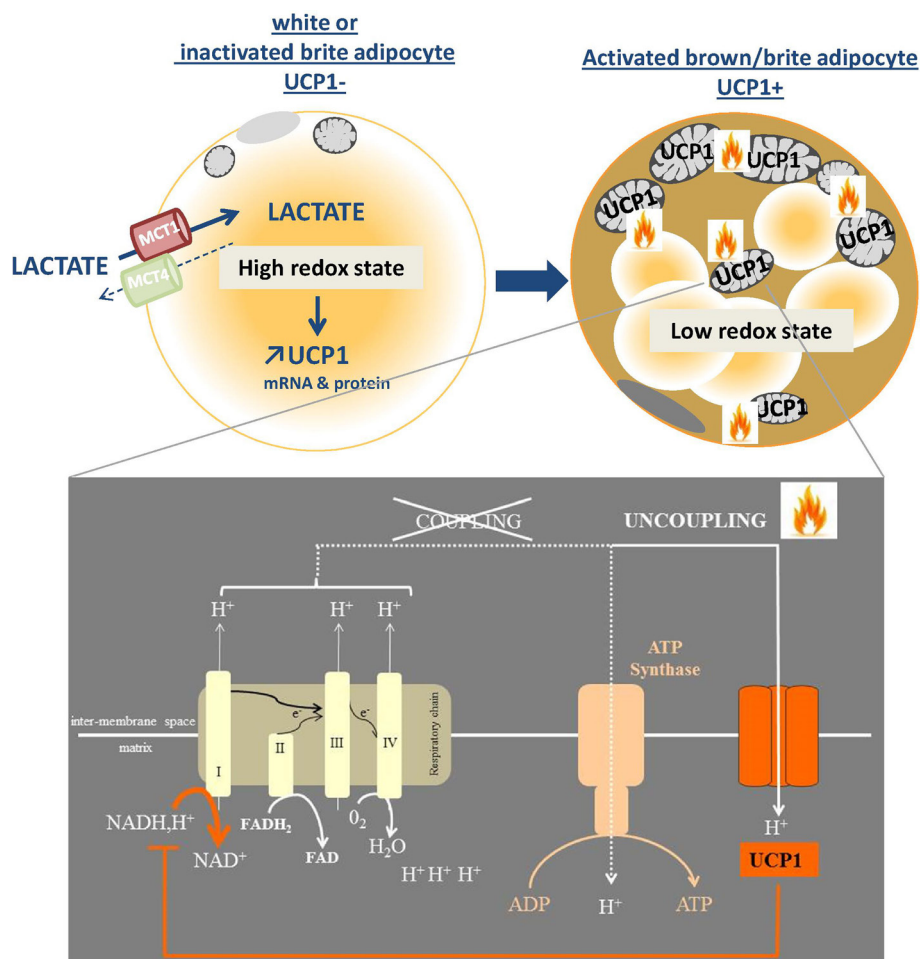 white or
inactivated brite adipocyte
UCP1-
Activated brown/brite adipocyte
UCP1+
UCP1
UCP1
UCP1
UCP1
UCP1
UCP1
MCT1
LACTATE
LACTATE
MCT4
High redox state
Low redox state
↗UCP1
mRNA & protein
COUPLING
UNCOUPLING
H⁺
H⁺
H⁺
ATP
Synthase
inter-membrane space
matrix
Respiratory chain
e⁻
e⁻
I
II
III
IV
NADH,H⁺
NAD⁺
FADH₂
FAD
0₂
H₂O
H⁺ H⁺ H⁺
ADP
H⁺
ATP
H⁺
UCP1